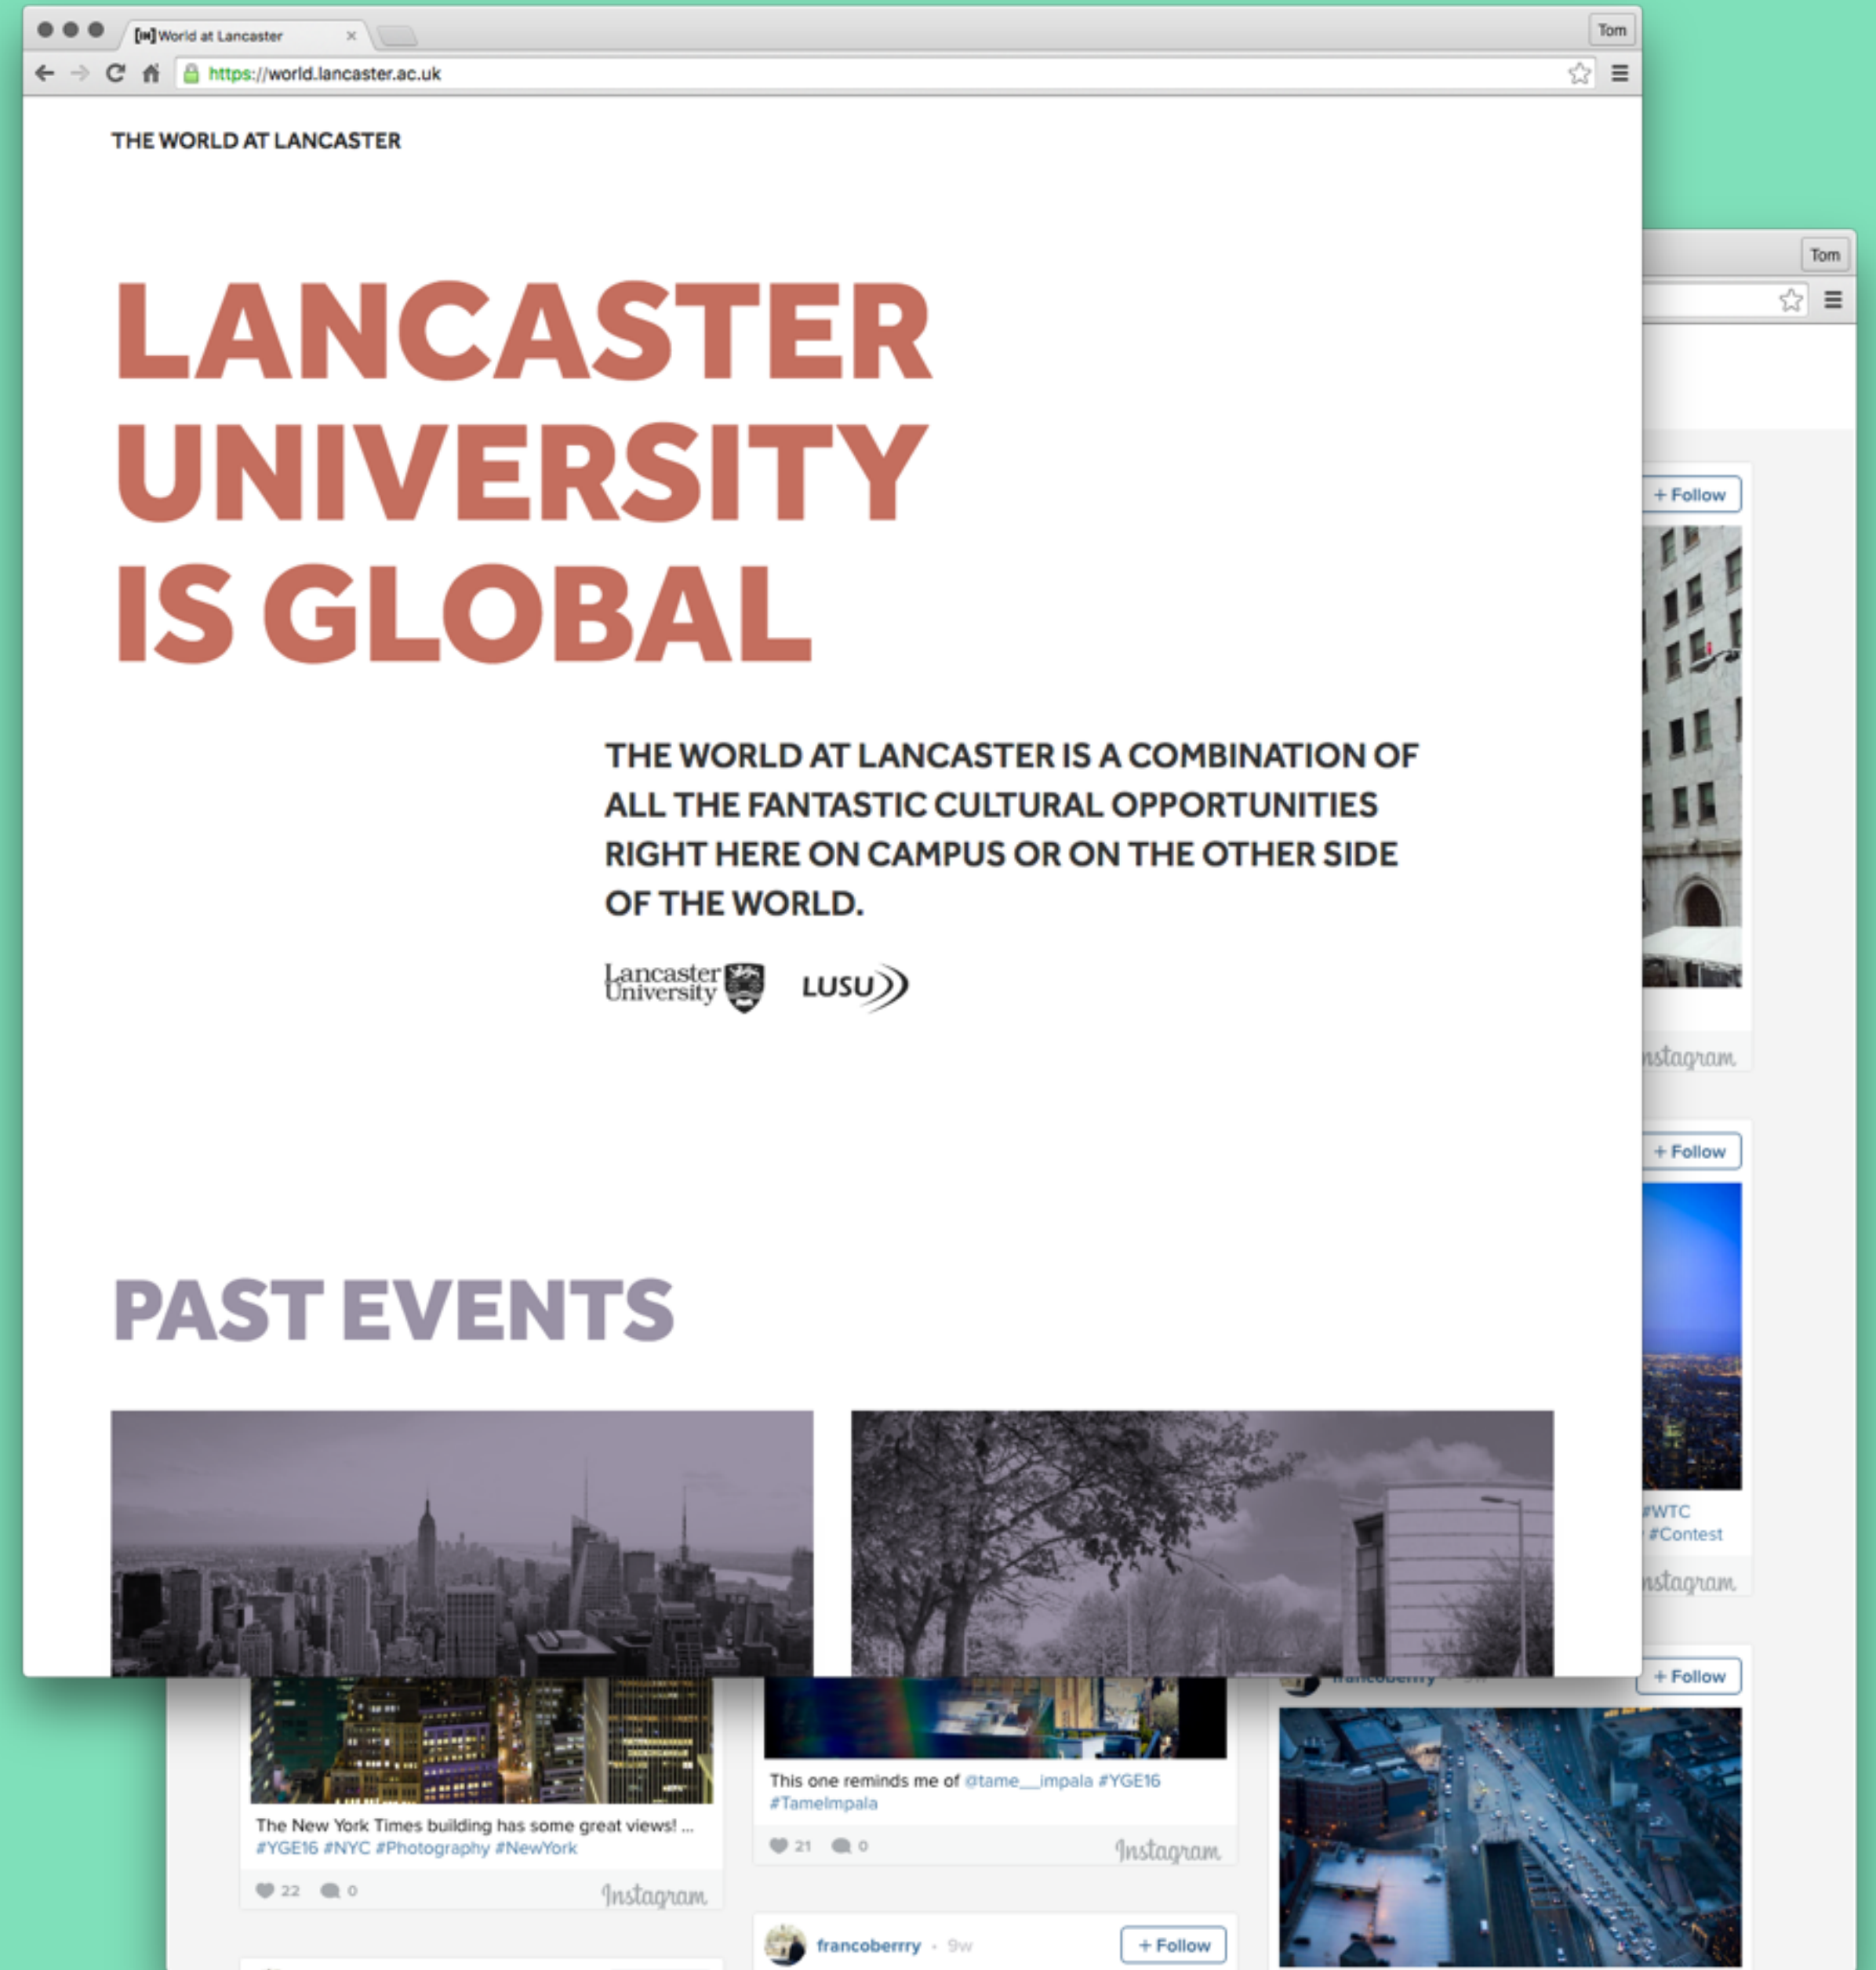 [IH] World at Lancaster
Tom
https://world.lancaster.ac.uk
THE WORLD AT LANCASTER
LANCASTER
UNIVERSITY
IS GLOBAL
THE WORLD AT LANCASTER IS A COMBINATION OF
ALL THE FANTASTIC CULTURAL OPPORTUNITIES
RIGHT HERE ON CAMPUS OR ON THE OTHER SIDE
OF THE WORLD.
Lancaster
University
LUSU
PAST EVENTS
Tom
+ Follow
nstagram
+ Follow
#WTC
#Contest
nstagram
+ Follow
The New York Times building has some great views! ...
#YGE16 #NYC #Photography #NewYork
22 0
Instagram
This one reminds me of @tame__impala #YGE16
#TameImpala
21 0
Instagram
francoberrry • 9w
+ Follow